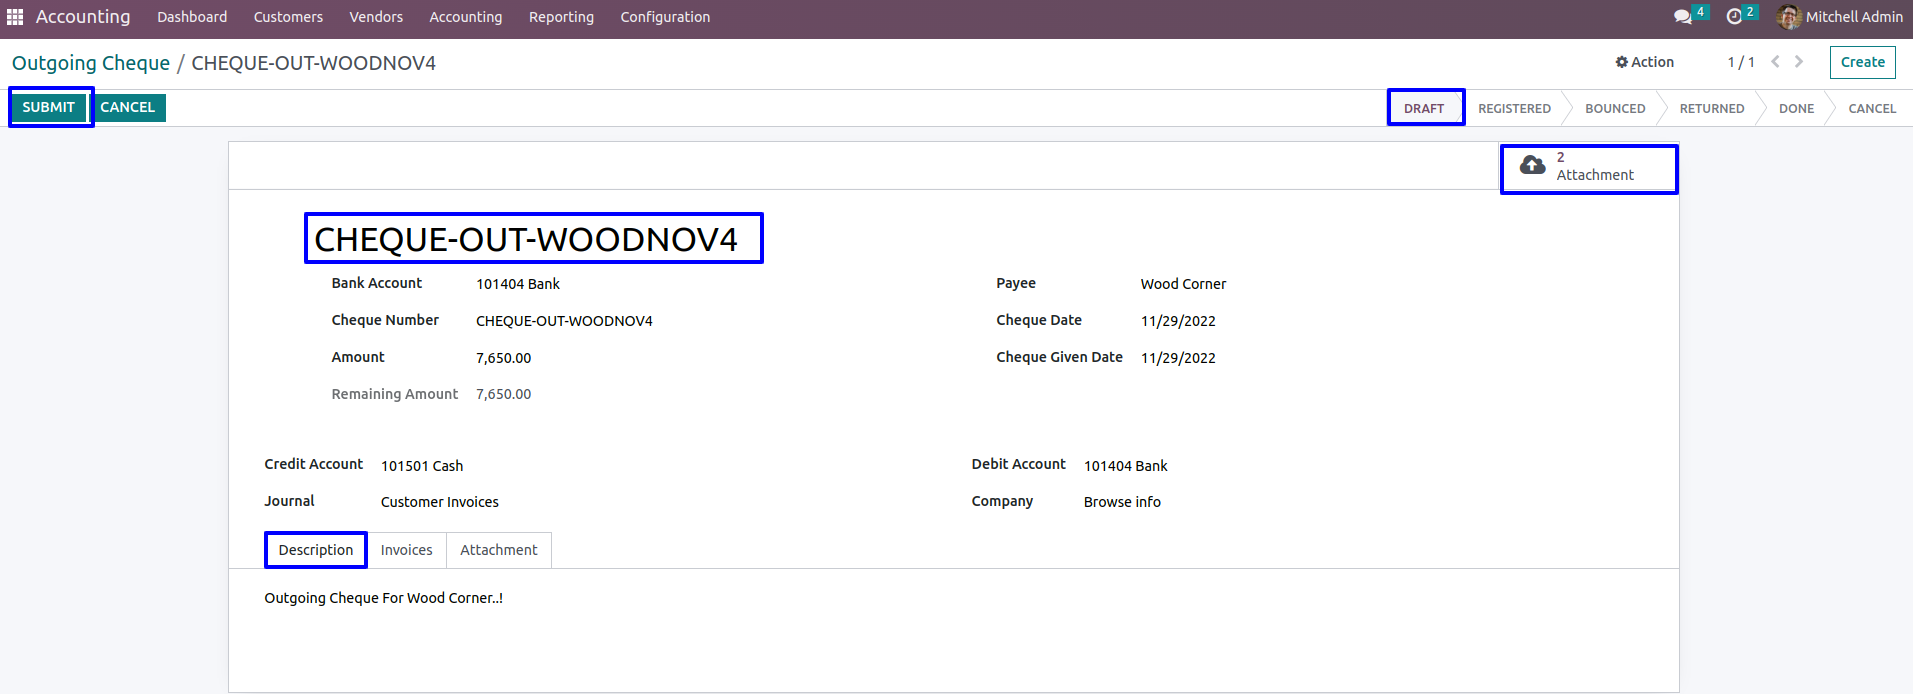 Accounting Dashboard Customers Vendors Accounting Reporting Configuration 4 2 Mitchell Admin
Outgoing Cheque / CHEQUE-OUT-WOODNOV4 Action 1 / 1 Create
SUBMIT CANCEL DRAFT REGISTERED BOUNCED RETURNED DONE CANCEL
2
Attachment
CHEQUE-OUT-WOODNOV4
Bank Account 101404 Bank Payee Wood Corner
Cheque Number CHEQUE-OUT-WOODNOV4 Cheque Date 11/29/2022
Amount 7,650.00 Cheque Given Date 11/29/2022
Remaining Amount 7,650.00
Credit Account 101501 Cash Debit Account 101404 Bank
Journal Customer Invoices Company Browse info
Description Invoices Attachment
Outgoing Cheque For Wood Corner..!